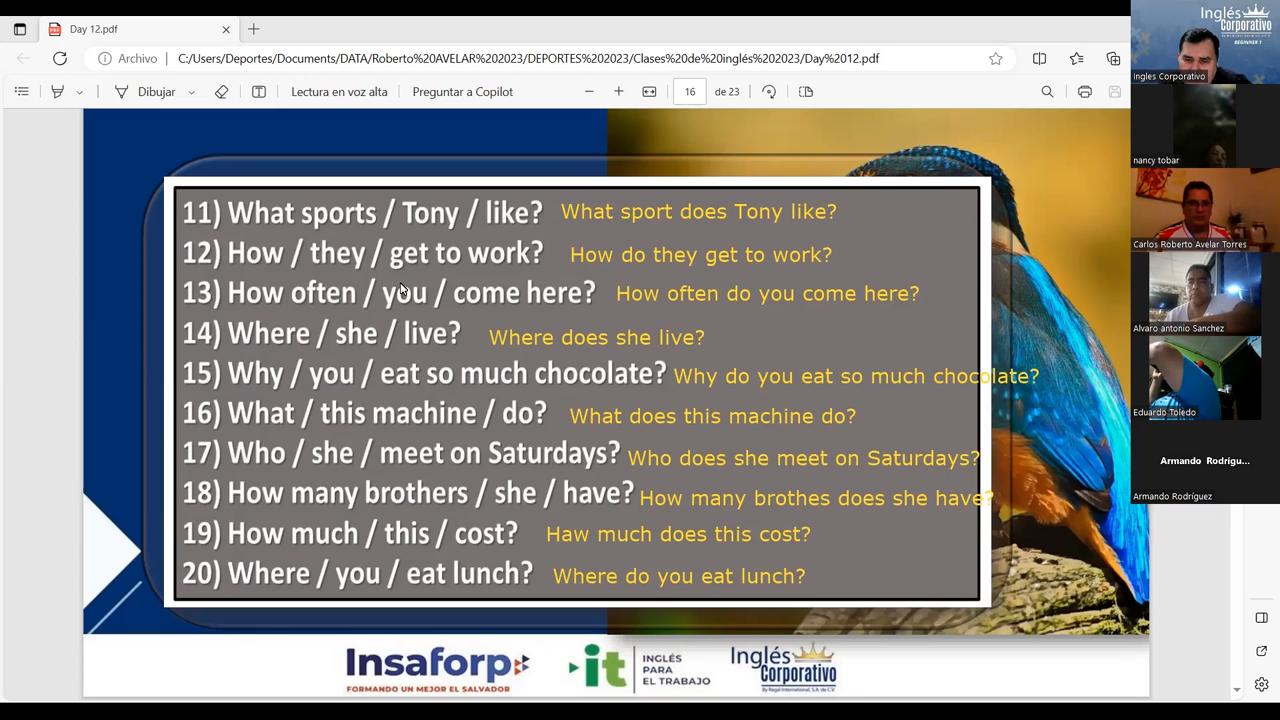 Day 12.pdf
Archivo
C:/Users/Deportes/Documents/DATA/Roberto%20AVELAR%202023/DEPORTES%202023/Clases%20de%20inglés%202023/Day%2012.pdf
Dibujar
Lectura en voz alta
Preguntar a Copilot
16
de 23
11) What sports / Tony / like? What sport does Tony like?
12) How / they / get to work? How do they get to work?
13) How often / you / come here? How often do you come here?
14) Where / she / live? Where does she live?
15) Why / you / eat so much chocolate? Why do you eat so much chocolate?
16) What / this machine / do? What does this machine do?
17) Who / she / meet on Saturdays? Who does she meet on Saturdays?
18) How many brothers / she / have? How many brothes does she have?
19) How much / this / cost? Haw much does this cost?
20) Where / you / eat lunch? Where do you eat lunch?
Insaforp
FORMANDO UN MEJOR EL SALVADOR
it
INGLÉS
PARA
EL TRABAJO
Inglés
Corporativo
By Regal International, S.A. de C.V.
Inglés
Corporativo
BEGINNER 1
Ingles Corporativo
nancy tobar
Carlos Roberto Avelar Torres
Alvaro antonio Sanchez
Eduardo Toledo
Armando Rodrígu...
Armando Rodríguez